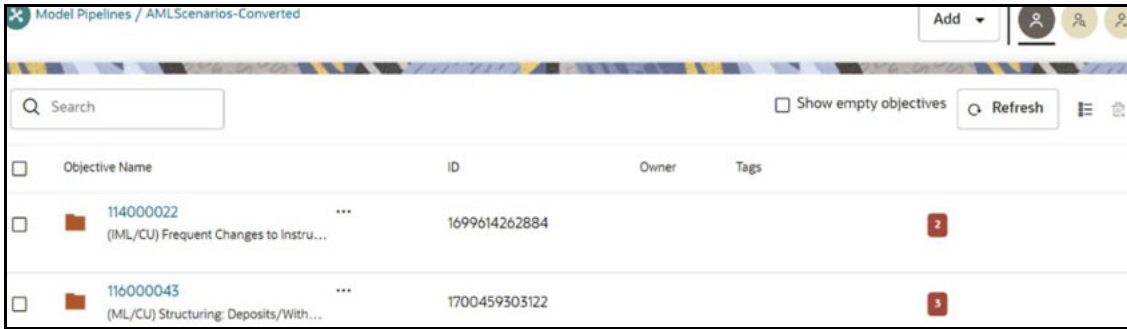 Model Pipelines / AMLScenarios-Converted
Add
Search
Show empty objectives
Refresh
Objective Name ID Owner Tags
114000022 ...
1699614262884 2
(IML/CU) Frequent Changes to Instru...
116000043 ...
1700459303122 3
(ML/CU) Structuring: Deposits/With...